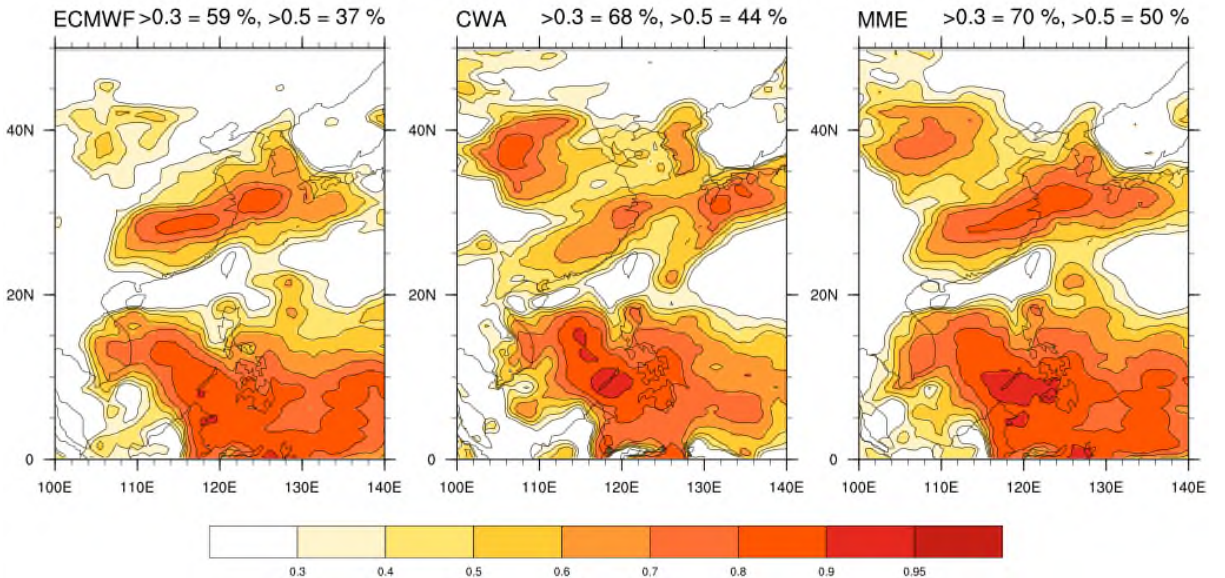 ECMWF >0.3 = 59 %, >0.5 = 37 %
CWA >0.3 = 68 %, >0.5 = 44 %
MME >0.3 = 70 %, >0.5 = 50 %
40N 40N 40N
20N 20N 20N
0 0 0
100E 110E 120E 130E 140E 100E 110E 120E 130E 140E 100E 110E 120E 130E 140E
0.3 0.4 0.5 0.6 0.7 0.8 0.9 0.95